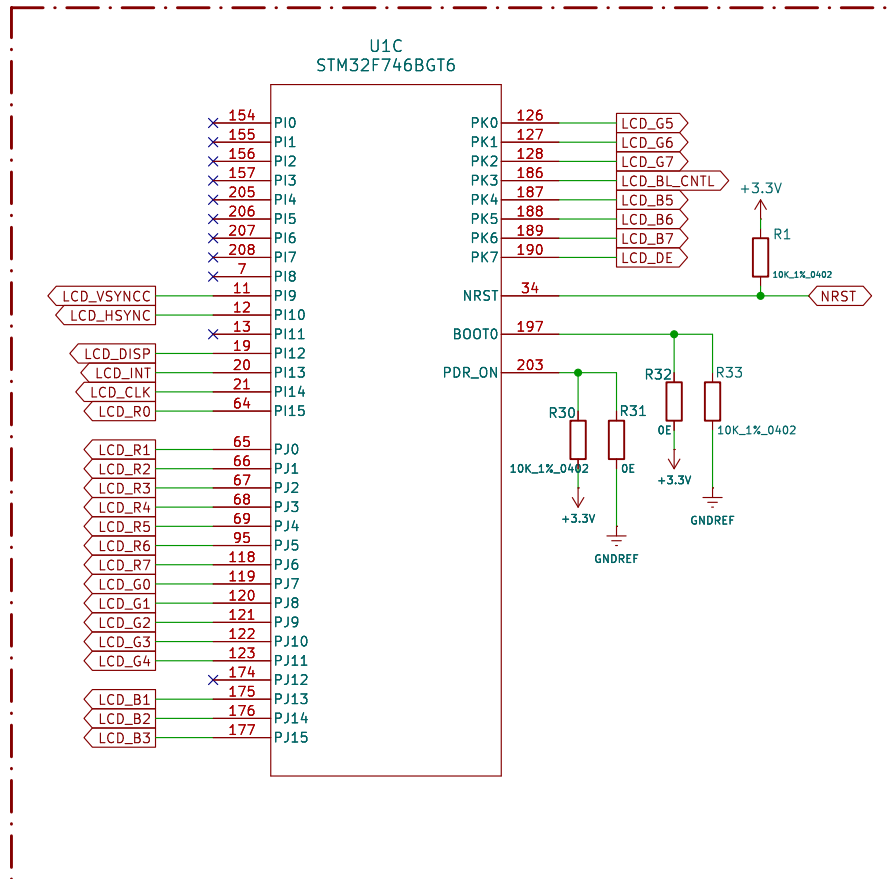 U1C
STM32F746BGT6
154 PI0
155 PI1
156 PI2
157 PI3
205 PI4
206 PI5
207 PI6
208 PI7
7 PI8
LCD_VSYNCC 11 PI9
LCD_HSYNC 12 PI10
13 PI11
LCD_DISP 19 PI12
LCD_INT 20 PI13
LCD_CLK 21 PI14
LCD_R0 64 PI15
LCD_R1 65 PJ0
LCD_R2 66 PJ1
LCD_R3 67 PJ2
LCD_R4 68 PJ3
LCD_R5 69 PJ4
LCD_R6 95 PJ5
LCD_R7 118 PJ6
LCD_G0 119 PJ7
LCD_G1 120 PJ8
LCD_G2 121 PJ9
LCD_G3 122 PJ10
LCD_G4 123 PJ11
174 PJ12
LCD_B1 175 PJ13
LCD_B2 176 PJ14
LCD_B3 177 PJ15
PK0 126 LCD_G5
PK1 127 LCD_G6
PK2 128 LCD_G7
PK3 186 LCD_BL_CNTL
PK4 187 LCD_B5
PK5 188 LCD_B6
PK6 189 LCD_B7
PK7 190 LCD_DE
NRST 34 NRST
BOOT0 197
PDR_ON 203
+3.3V
R1
10K_1%_0402
R32
0E
+3.3V
R33
10K_1%_0402
GNDREF
R30
10K_1%_0402
+3.3V
R31
0E
GNDREF